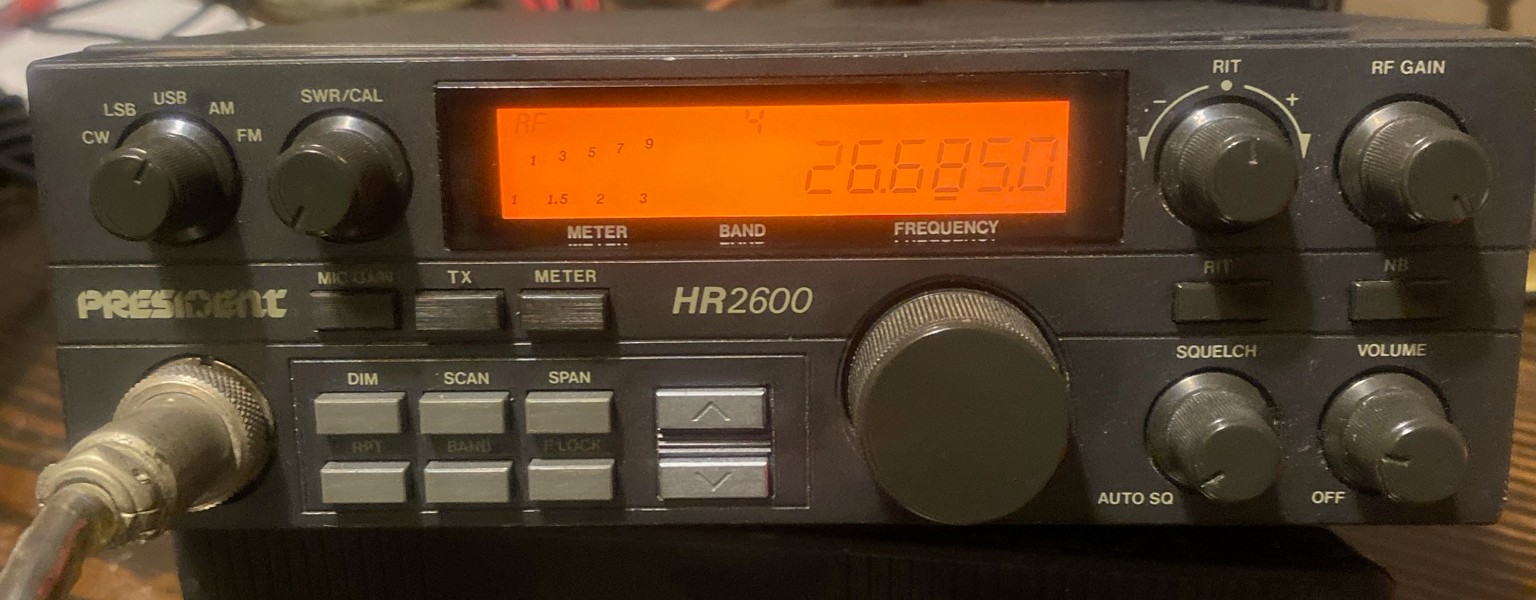 LSB USB AM
CW FM
SWR/CAL
RF 4
1 3 5 7 9
26.685.0
1 1.5 2 3
METER BAND FREQUENCY
RIT
- +
RF GAIN
PRESIDENT
MIC GAIN TX METER
HR2600
RIT NB
DIM SCAN SPAN
RPT BAND F.LOCK
SQUELCH VOLUME
AUTO SQ OFF